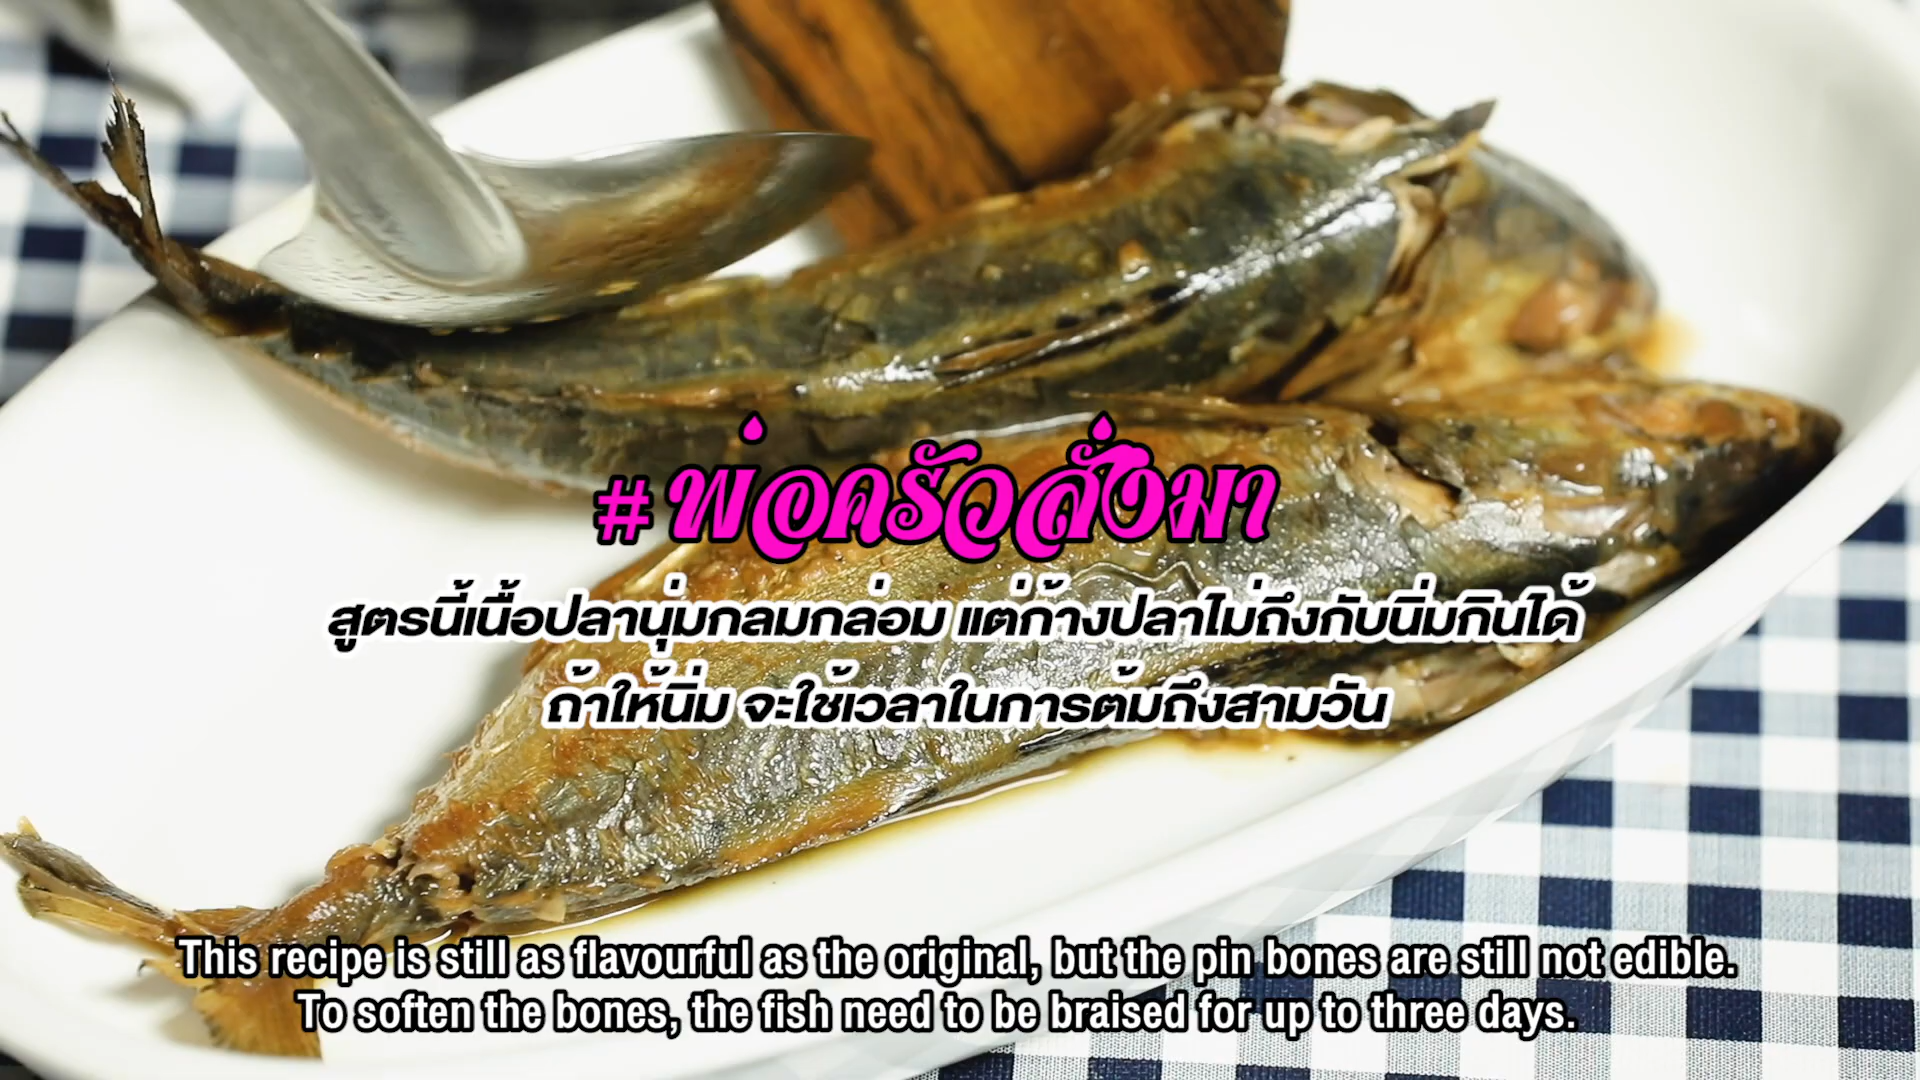 #พ่อครัวสั่งมา
สูตรนี้เนื้อปลานุ่มกลมกล่อม แต่ก้างปลาไม่ถึงกับนิ่มกินได้
ถ้าให้นิ่ม จะใช้เวลาในการต้มถึงสามวัน
This recipe is still as flavourful as the original, but the pin bones are still not edible.
To soften the bones, the fish need to be braised for up to three days.